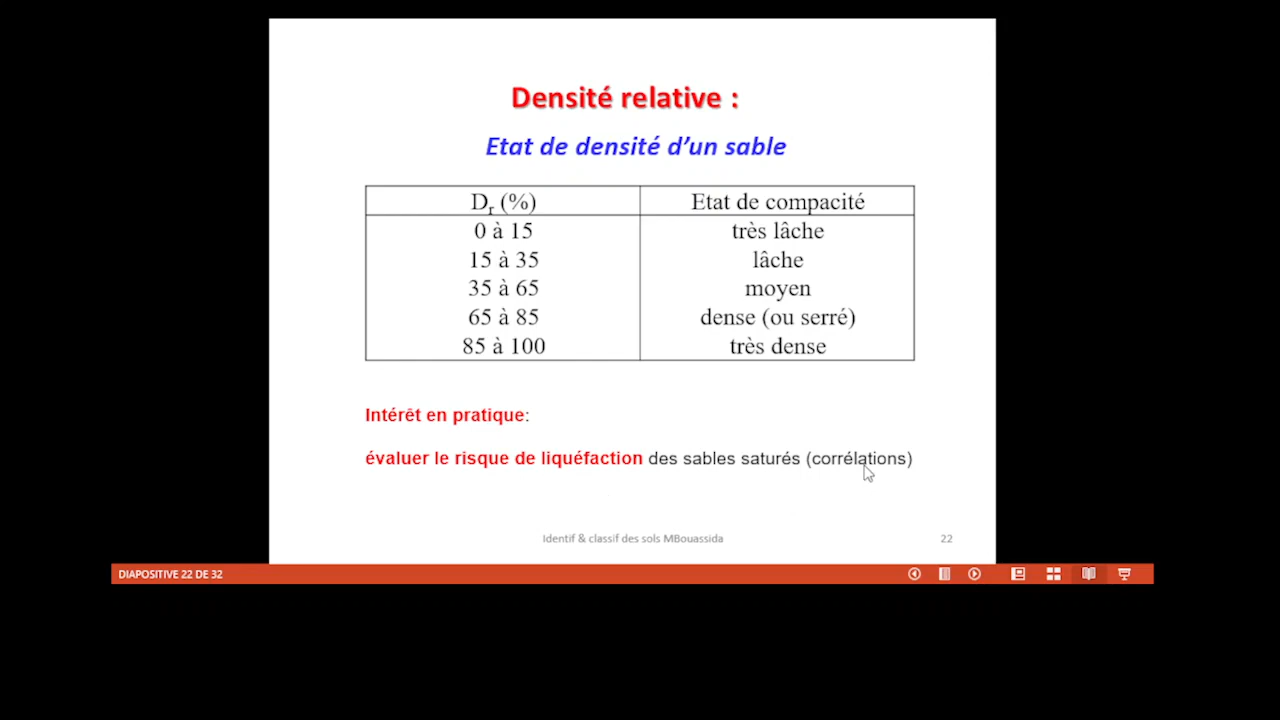 Densité relative :
Etat de densité d’un sable
Dr (%) Etat de compacité
0 à 15 très lâche
15 à 35 lâche
35 à 65 moyen
65 à 85 dense (ou serré)
85 à 100 très dense
Intérêt en pratique:
évaluer le risque de liquéfaction des sables saturés (corrélations)
Identif & classif des sols MBouassida 22
DIAPOSITIVE 22 DE 32